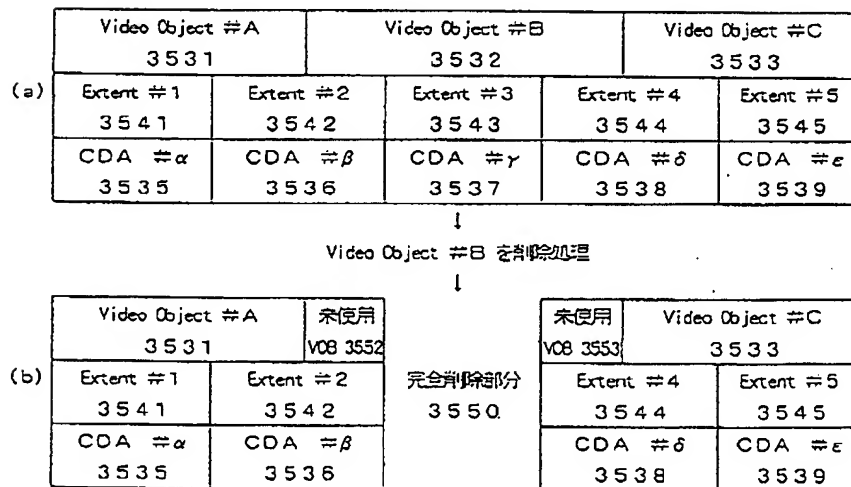 Video Object #A Video Object #B Video Object #C
3531 3532 3533
(a) Extent #1 Extent #2 Extent #3 Extent #4 Extent #5
3541 3542 3543 3544 3545
CDA #α CDA #β CDA #γ CDA #δ CDA #ε
3535 3536 3537 3538 3539
↓
Video Object #B を削除処理
↓
Video Object #A 未使用 未使用 Video Object #C
3531 VOB 3552 VOB 3553 3533
(b) Extent #1 Extent #2 完全削除部分 Extent #4 Extent #5
3541 3542 3550 3544 3545
CDA #α CDA #β CDA #δ CDA #ε
3535 3536 3538 3539